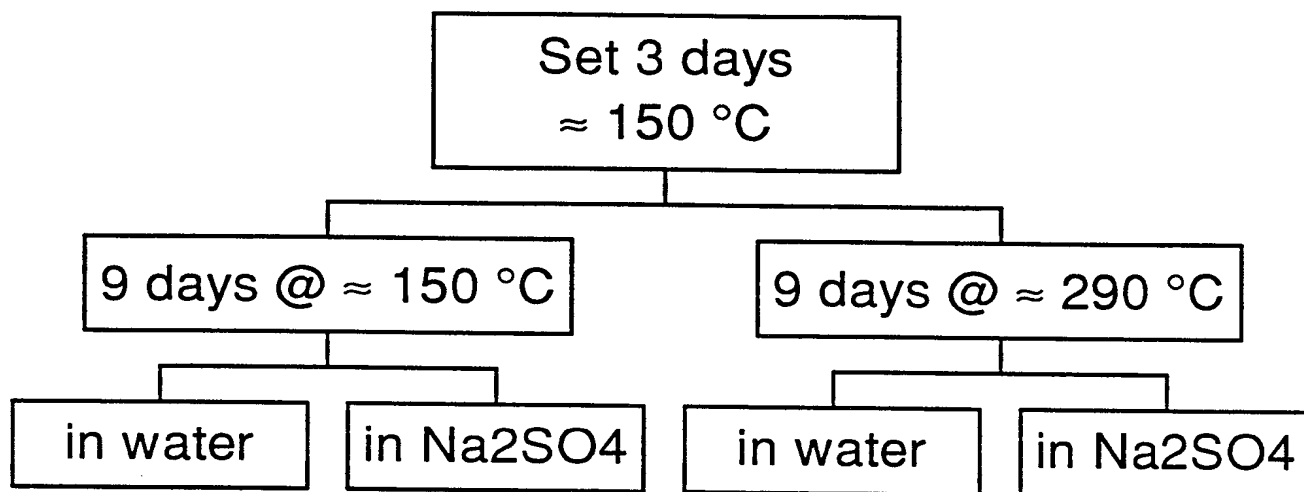 Set 3 days
≈ 150 °C
9 days @ ≈ 150 °C
9 days @ ≈ 290 °C
in water
in Na2SO4
in water
in Na2SO4